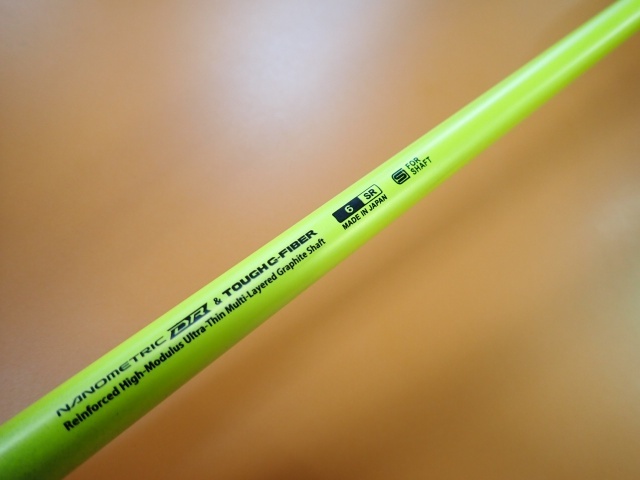 NANOMETRIC DR & TOUGH G-FIBER
Reinforced High-Modulus Ultra-Thin Multi-Layered Graphite Shaft
6 SR
MADE IN JAPAN
S FOR
SHAFT